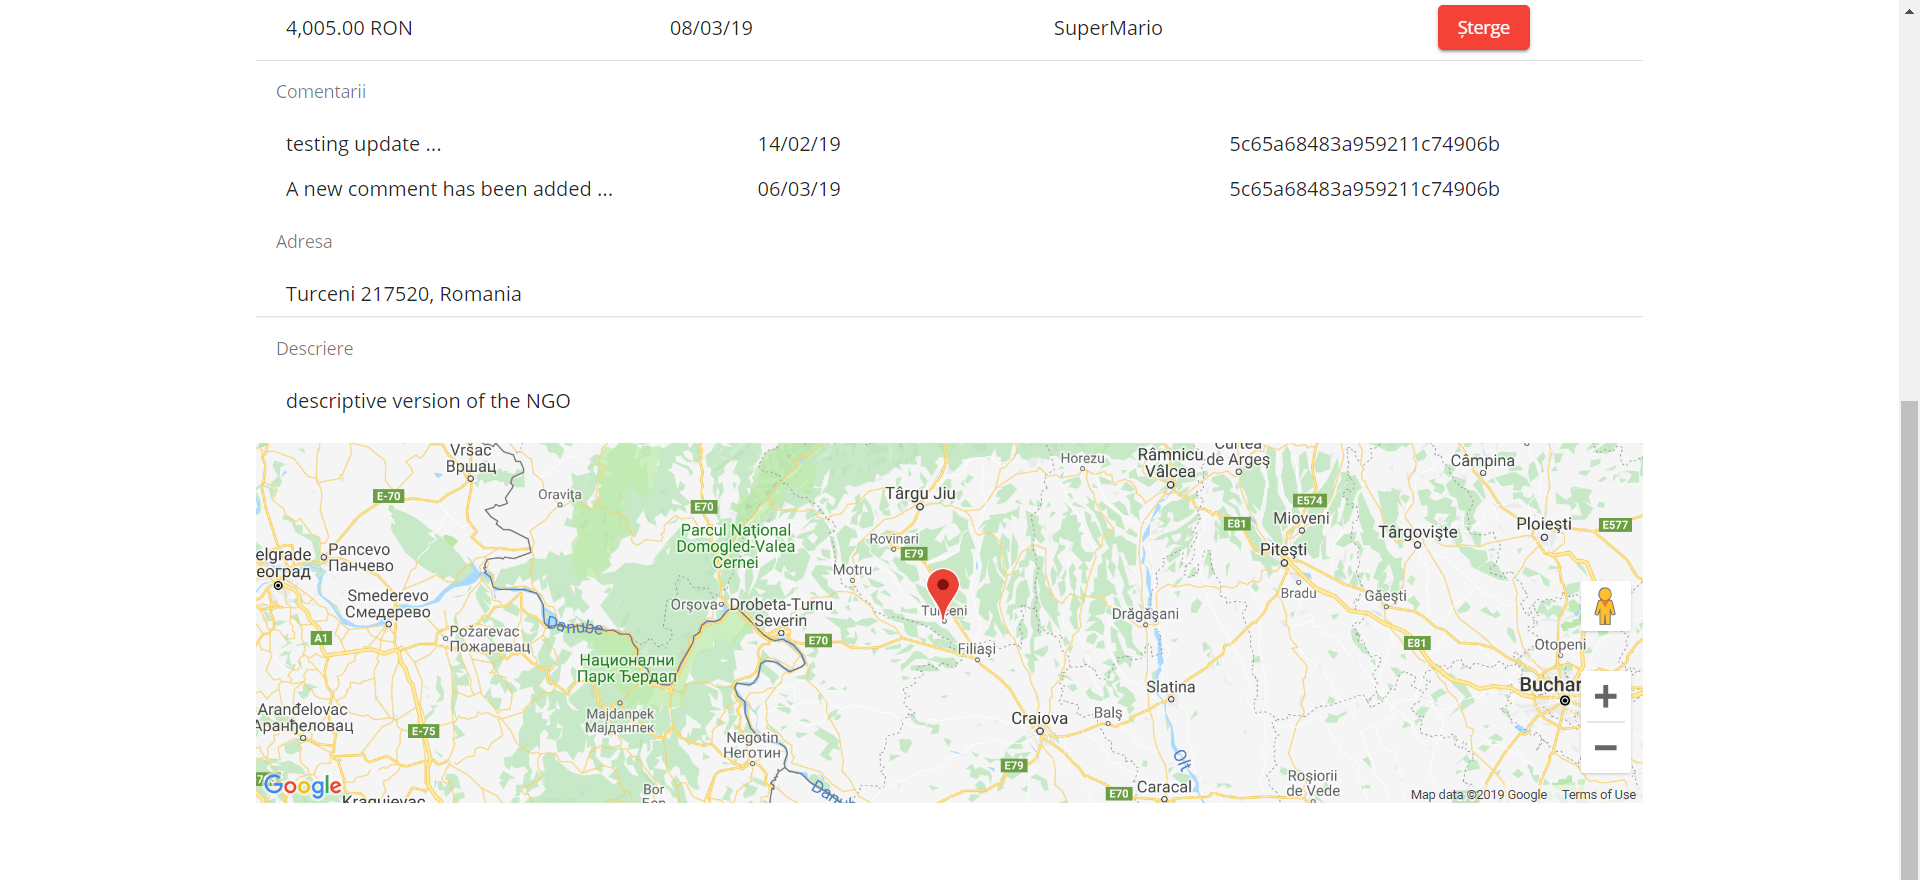 4,005.00 RON 08/03/19 SuperMario Șterge
Comentarii
testing update ... 14/02/19 5c65a68483a959211c74906b
A new comment has been added ... 06/03/19 5c65a68483a959211c74906b
Adresa
Turceni 217520, Romania
Descriere
descriptive version of the NGO
Vršac
Вршац
E-70
Oravița
E70
Parcul Național
Domogled-Valea
Cernei
Târgu Jiu
Rovinari
E79
Motru
Horezu
Râmnicu
Vâlcea
Curtea
de Argeș
Câmpina
E574
E81
Mioveni
Pitești
Târgoviște
Ploiești
E577
elgrade
еоград
Pancevo
Панчево
Smederevo
Смедерево
A1
Požarevac
Пожаревац
Danube
Orșova
Drobeta-Turnu
Severin
E70
Turceni
Filiași
Drăgășani
Bradu
Găești
E81
Otopeni
Национални
Парк Ђердап
Majdanpek
Мајданпек
Aranđelovac
Аранђеловац
E-75
Negotin
Неготин
Slatina
Craiova
Balș
Buchar
E79
Olt
Roșiorii
de Vede
Google
Kragujevac
Bor
Danub
E70
Caracal
Map data ©2019 Google Terms of Use